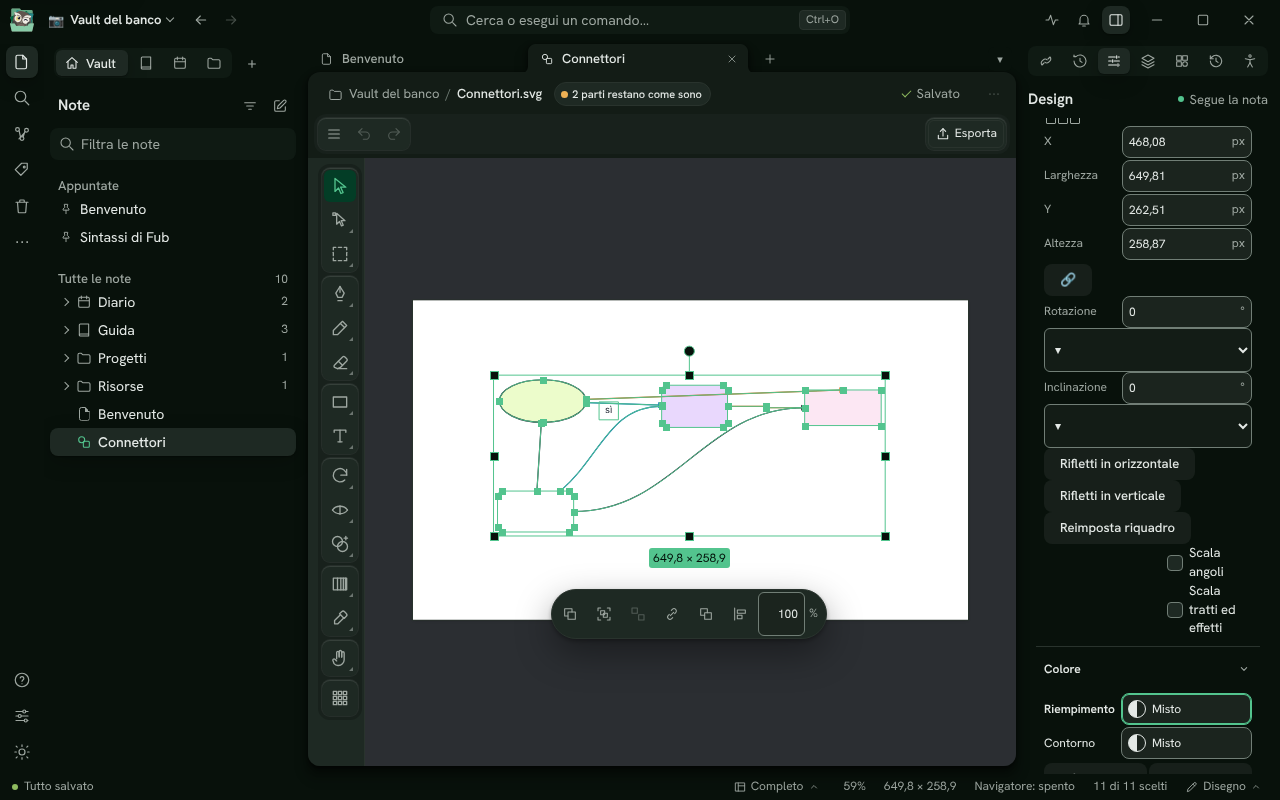 Vault del banco
Cerca o esegui un comando...
Ctrl+O
Vault
Benvenuto
Connettori
Note
Vault del banco / Connettori.svg
2 parti restano come sono
Salvato
Design
Segue la nota
Filtra le note
Esporta
X
468,08
px
Larghezza
649,81
px
Y
262,51
px
Altezza
258,87
px
Appuntate
Benvenuto
Sintassi di Fub
Tutte le note
10
Diario
2
Guida
3
Progetti
1
Risorse
1
Benvenuto
Connettori
Rotazione
0
°
Inclinazione
0
Rifletti in orizzontale
Rifletti in verticale
Reimposta riquadro
Scala angoli
Scala tratti ed effetti
sì
649,8 × 258,9
100
%
Colore
Riempimento
Misto
Contorno
Misto
Tutto salvato
Completo
59%
649,8 × 258,9
Navigatore: spento
11 di 11 scelti
Disegno